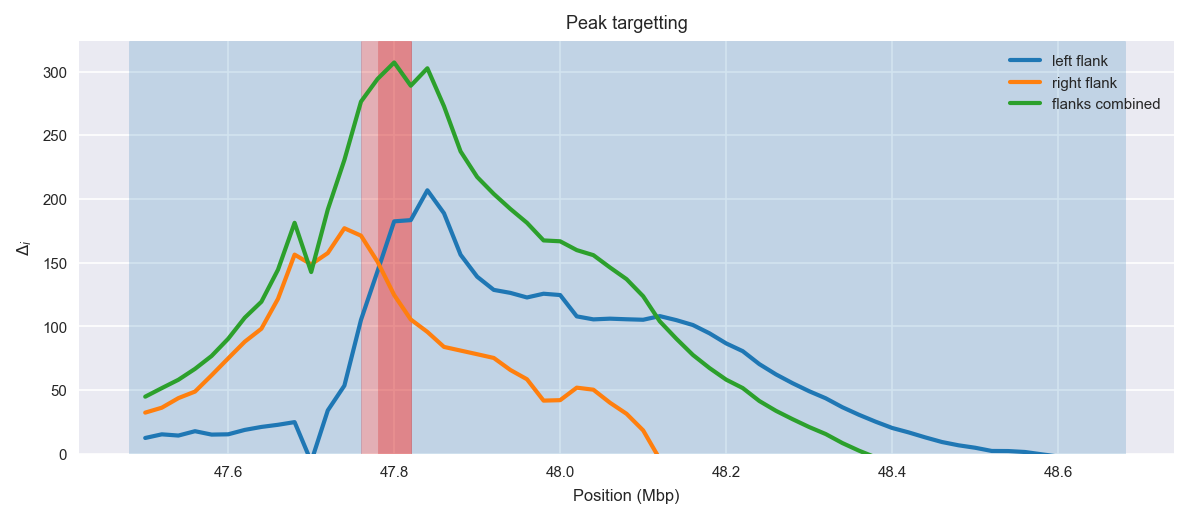 Peak targetting
300
250
200
150
100
50
0
Δi
left flank
right flank
flanks combined
47.6
47.8
48.0
48.2
48.4
48.6
Position (Mbp)